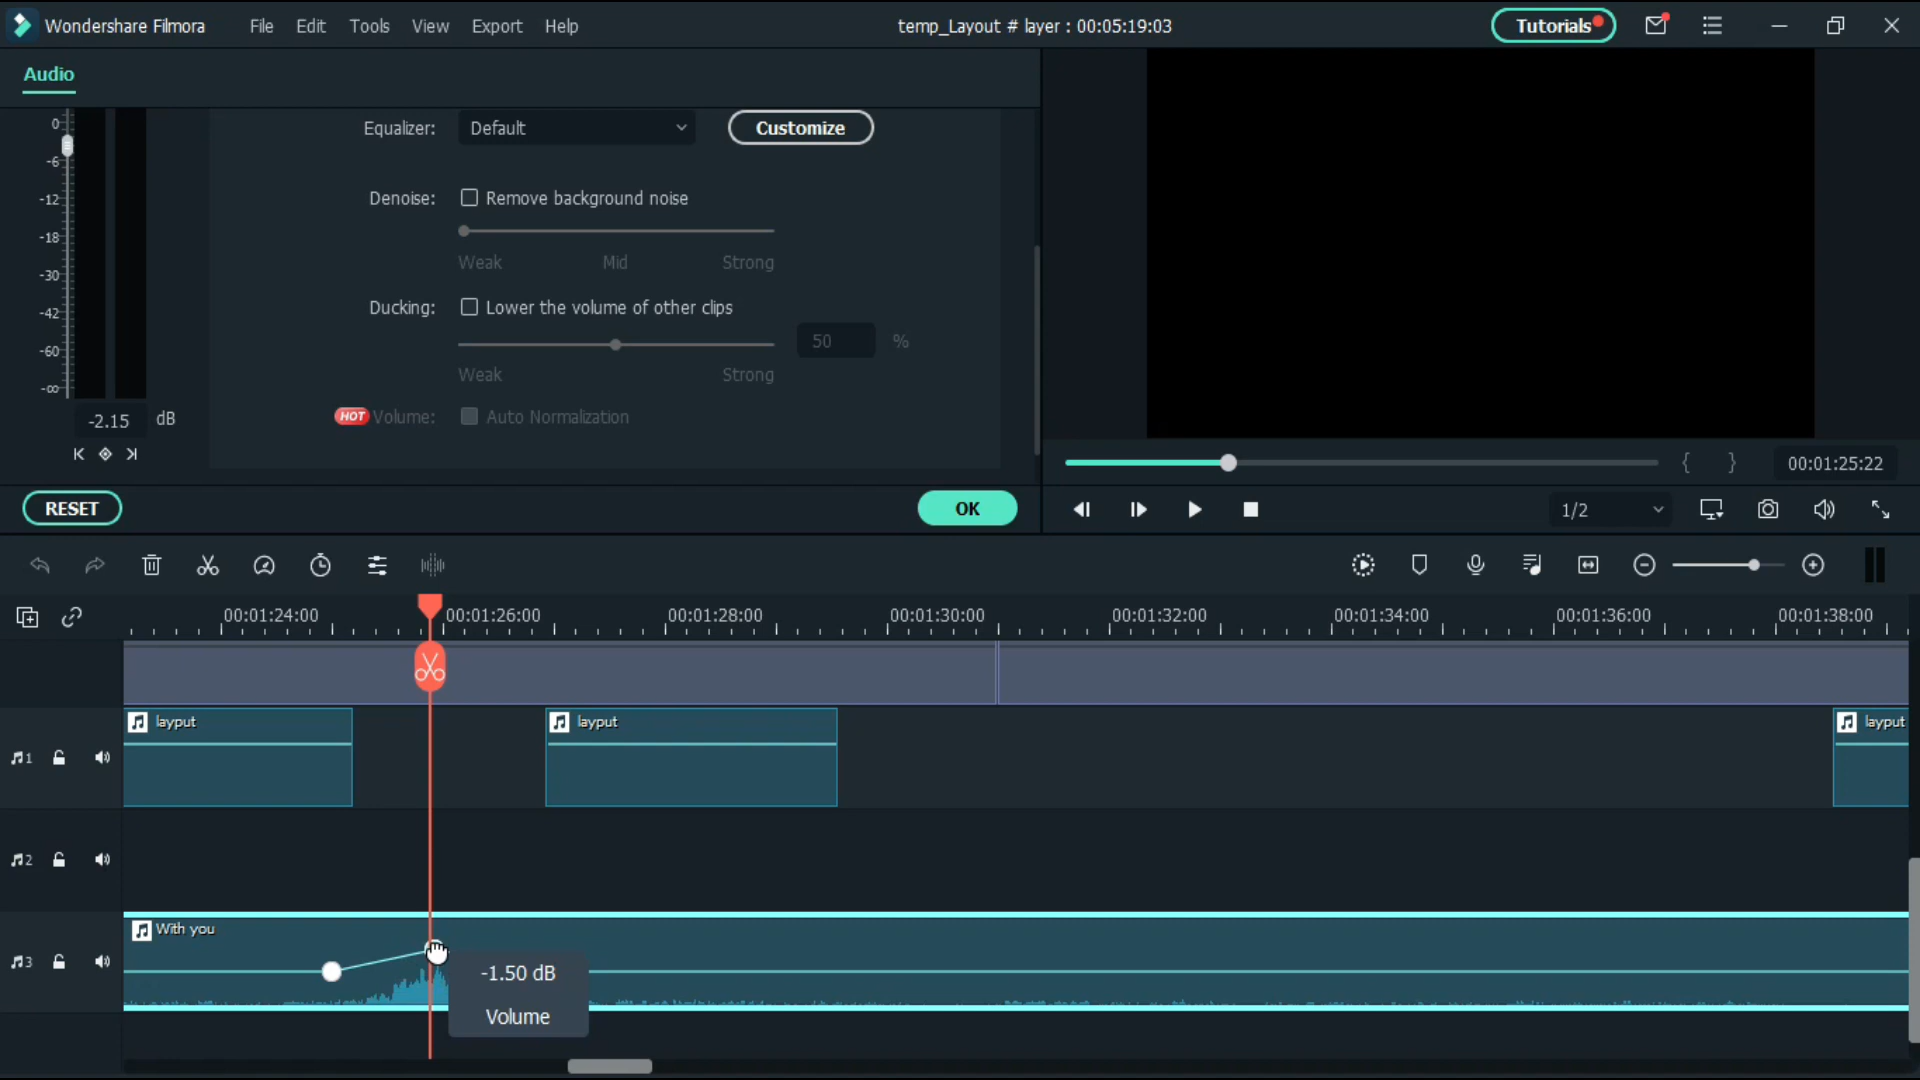 Wondershare Filmora File Edit Tools View Export Help temp_Layout # layer : 00:05:19:03 Tutorials
Audio
0
-6
-12
-18
-30
-42
-60
-∞
-2.15 dB
Equalizer: Default Customize
Denoise: Remove background noise
Weak Mid Strong
Ducking: Lower the volume of other clips
50 %
Weak Strong
HOT Volume: Auto Normalization
{ } 00:01:25:22
RESET OK 1/2
00:01:24:00 00:01:26:00 00:01:28:00 00:01:30:00 00:01:32:00 00:01:34:00 00:01:36:00 00:01:38:00
layput layput layput
1
2
With you
3
-1.50 dB
Volume